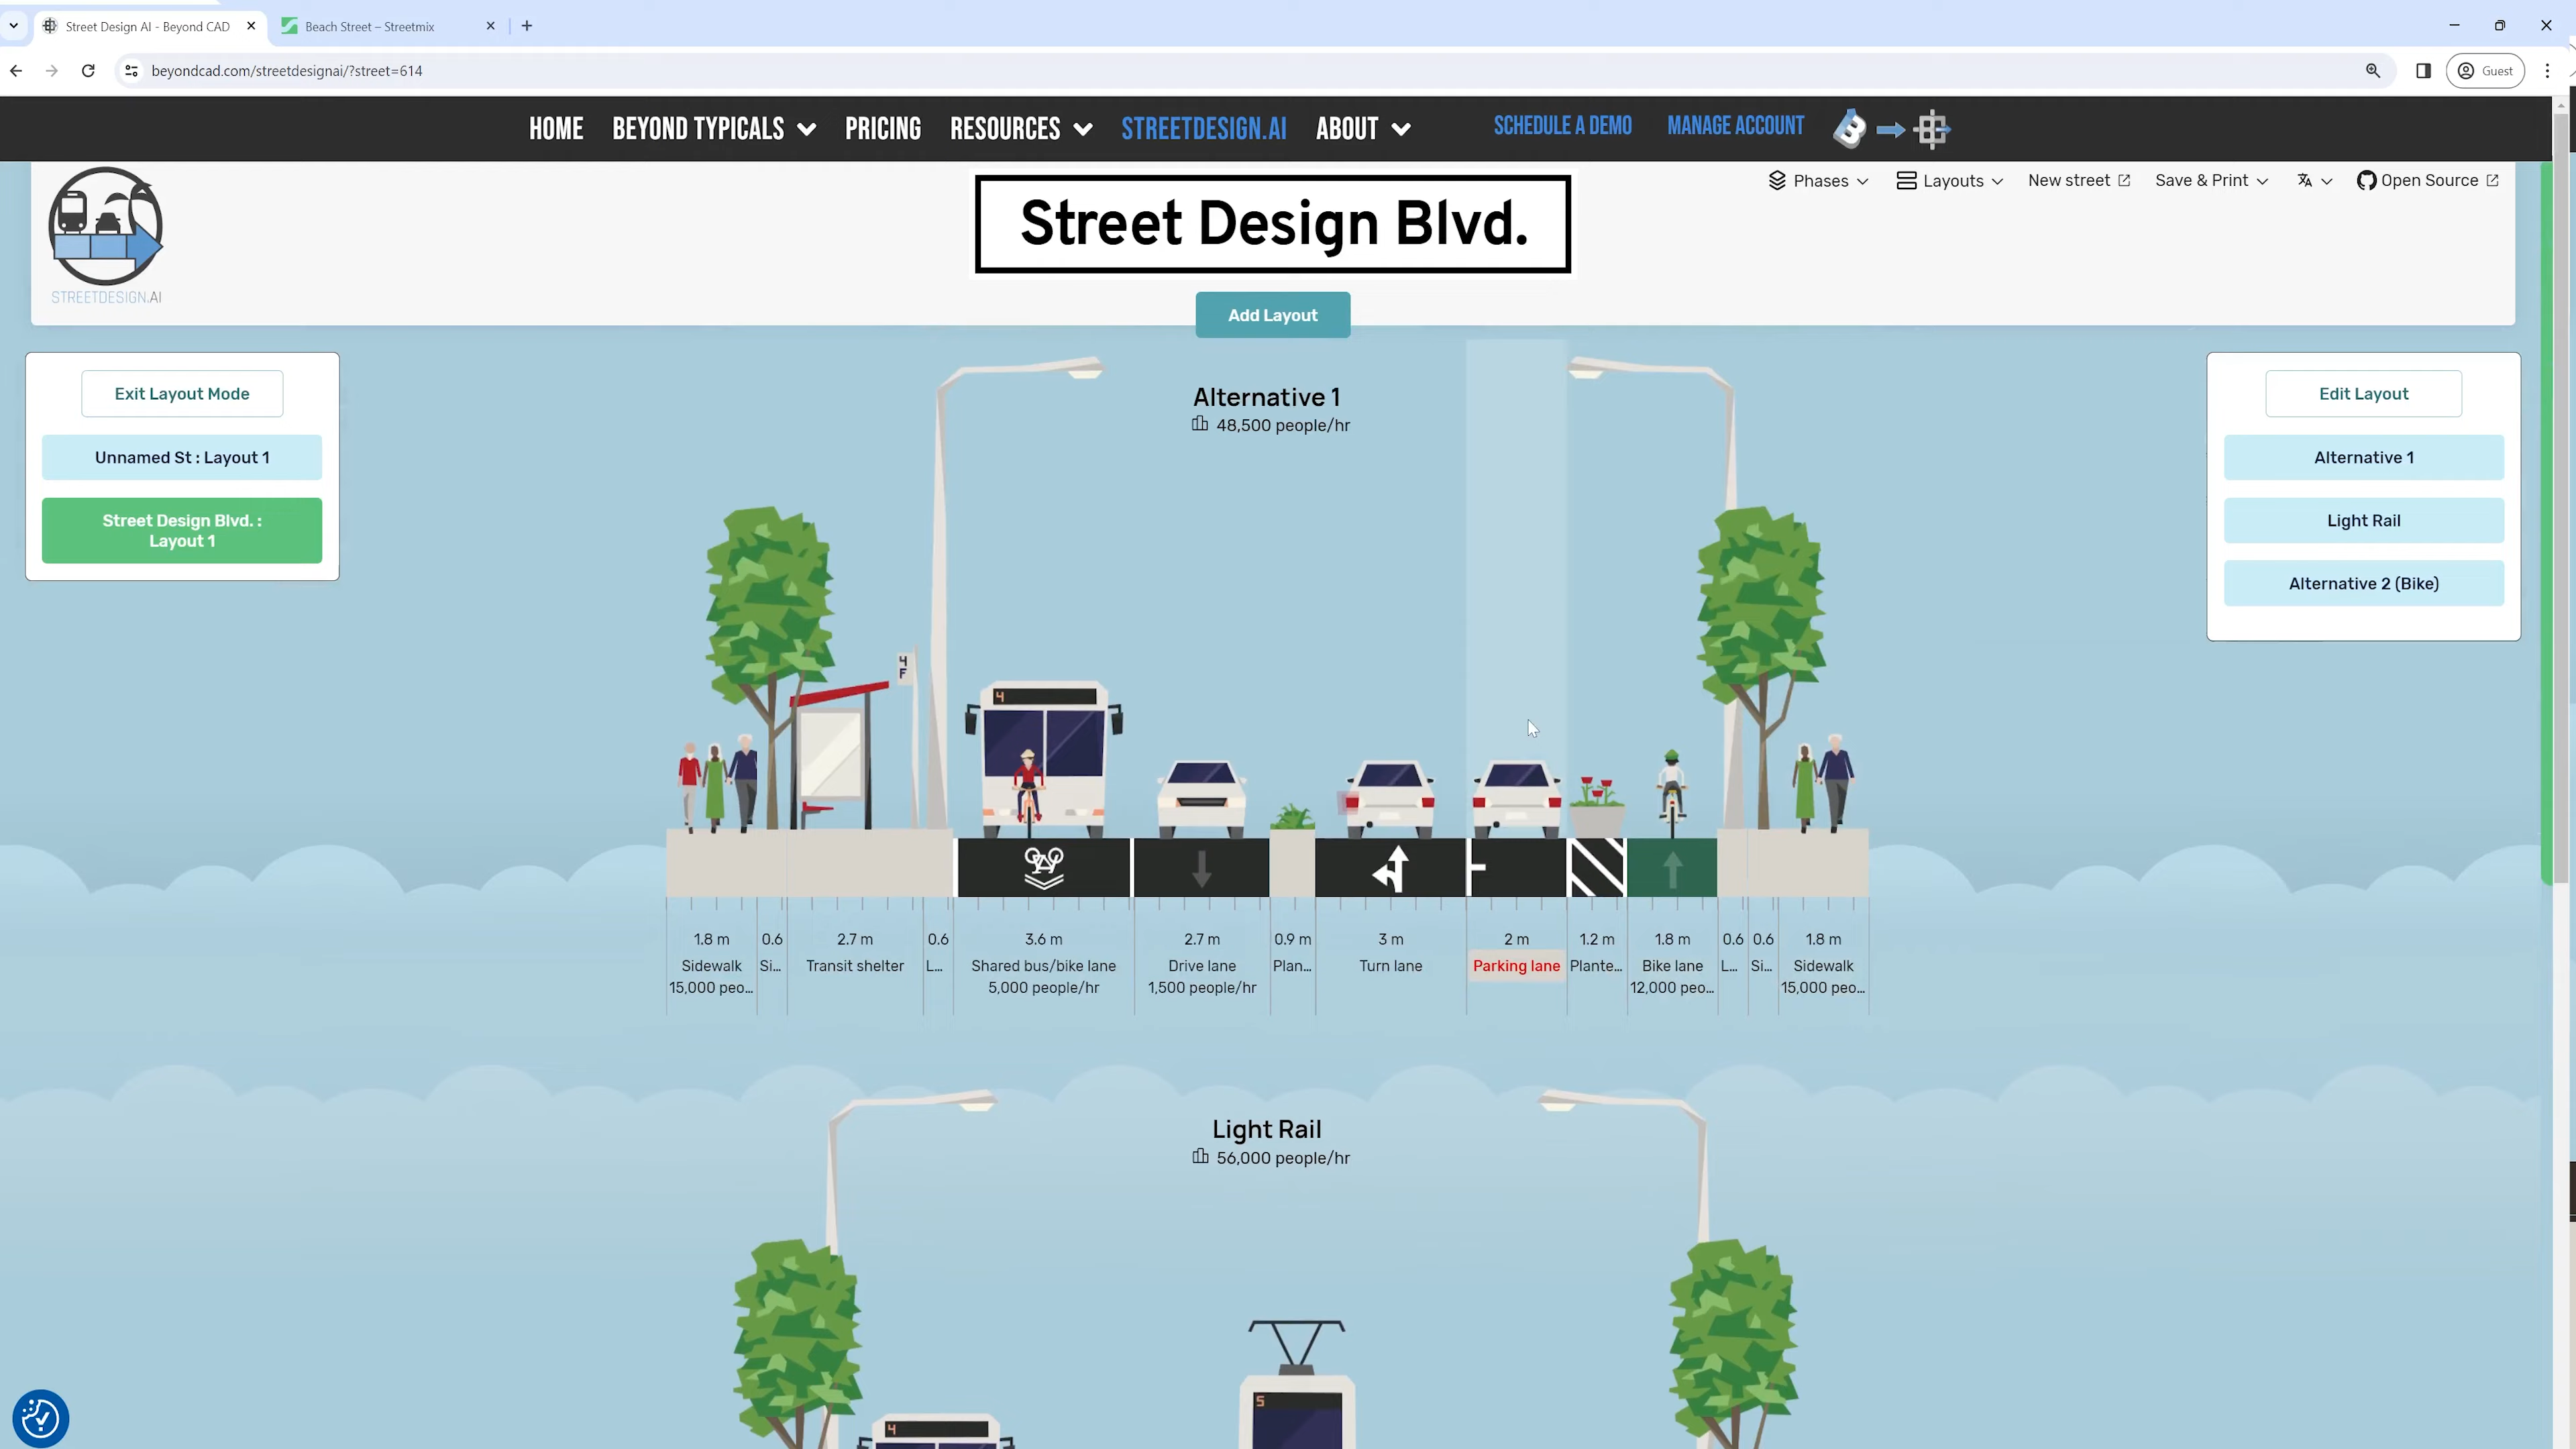 Street Design AI - Beyond CAD
Beach Street – Streetmix
beyondcad.com/streetdesignai/?street=614
Guest
HOME
BEYOND TYPICALS
PRICING
RESOURCES
STREETDESIGN.AI
ABOUT
SCHEDULE A DEMO
MANAGE ACCOUNT
STREETDESIGN.AI
Street Design Blvd.
Phases
Layouts
New street
Save & Print
Open Source
Add Layout
Exit Layout Mode
Unnamed St : Layout 1
Street Design Blvd. :
Layout 1
Edit Layout
Alternative 1
Light Rail
Alternative 2 (Bike)
Alternative 1
48,500 people/hr
4
F
4
1.8 m
0.6
2.7 m
0.6
3.6 m
2.7 m
0.9 m
3 m
2 m
1.2 m
1.8 m
0.6
0.6
1.8 m
Sidewalk
Si...
Transit shelter
L...
Shared bus/bike lane
Drive lane
Plan...
Turn lane
Parking lane
Plante...
Bike lane
L...
Si...
Sidewalk
15,000 peo...
5,000 people/hr
1,500 people/hr
12,000 peo...
15,000 peo...
Light Rail
56,000 people/hr
5
4